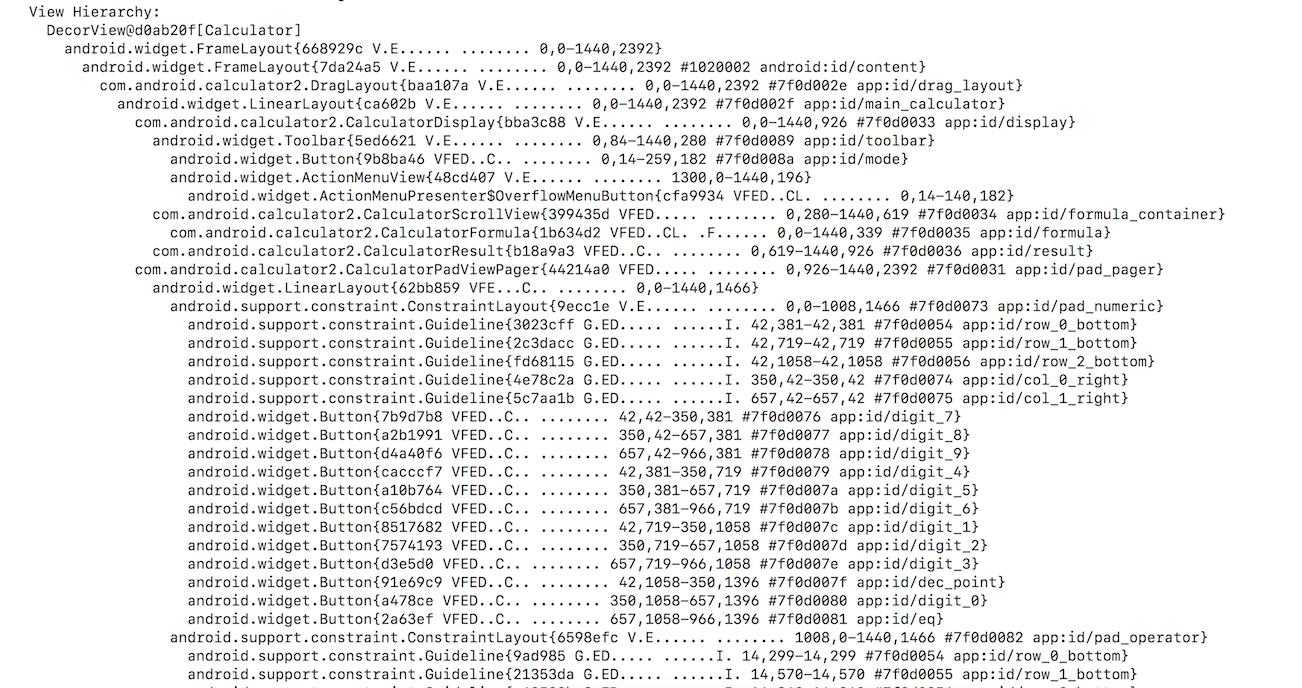 View Hierarchy:
DecorView@d0ab20f[Calculator]
android.widget.FrameLayout{668929c V.E...... ........ 0,0-1440,2392}
android.widget.FrameLayout{7da24a5 V.E...... ........ 0,0-1440,2392 #1020002 android:id/content}
com.android.calculator2.DragLayout{baa107a V.E...... ........ 0,0-1440,2392 #7f0d002e app:id/drag_layout}
android.widget.LinearLayout{ca602b V.E...... ........ 0,0-1440,2392 #7f0d002f app:id/main_calculator}
com.android.calculator2.CalculatorDisplay{bba3c88 V.E...... ........ 0,0-1440,926 #7f0d0033 app:id/display}
android.widget.Toolbar{5ed6621 V.E...... ........ 0,84-1440,280 #7f0d0089 app:id/toolbar}
android.widget.Button{9b8ba46 VFED..C.. ........ 0,14-259,182 #7f0d008a app:id/mode}
android.widget.ActionMenuView{48cd407 V.E...... ........ 1300,0-1440,196}
android.widget.ActionMenuPresenter$OverflowMenuButton{cfa9934 VFED..CL. ........ 0,14-140,182}
com.android.calculator2.CalculatorScrollView{399435d VFED..... ........ 0,280-1440,619 #7f0d0034 app:id/formula_container}
com.android.calculator2.CalculatorFormula{1b634d2 VFED..CL. .F...... 0,0-1440,339 #7f0d0035 app:id/formula}
com.android.calculator2.CalculatorResult{b18a9a3 VFED..C.. ........ 0,619-1440,926 #7f0d0036 app:id/result}
com.android.calculator2.CalculatorPadViewPager{44214a0 VFED..... ........ 0,926-1440,2392 #7f0d0031 app:id/pad_pager}
android.widget.LinearLayout{62bb859 VFE...C.. ........ 0,0-1440,1466}
android.support.constraint.ConstraintLayout{9ecc1e V.E...... ........ 0,0-1008,1466 #7f0d0073 app:id/pad_numeric}
android.support.constraint.Guideline{3023cff G.ED..... ......I. 42,381-42,381 #7f0d0054 app:id/row_0_bottom}
android.support.constraint.Guideline{2c3dacc G.ED..... ......I. 42,719-42,719 #7f0d0055 app:id/row_1_bottom}
android.support.constraint.Guideline{fd68115 G.ED..... ......I. 42,1058-42,1058 #7f0d0056 app:id/row_2_bottom}
android.support.constraint.Guideline{4e78c2a G.ED..... ......I. 350,42-350,42 #7f0d0074 app:id/col_0_right}
android.support.constraint.Guideline{5c7aa1b G.ED..... ......I. 657,42-657,42 #7f0d0075 app:id/col_1_right}
android.widget.Button{7b9d7b8 VFED..C.. ........ 42,42-350,381 #7f0d0076 app:id/digit_7}
android.widget.Button{a2b1991 VFED..C.. ........ 350,42-657,381 #7f0d0077 app:id/digit_8}
android.widget.Button{d4a40f6 VFED..C.. ........ 657,42-966,381 #7f0d0078 app:id/digit_9}
android.widget.Button{cacccf7 VFED..C.. ........ 42,381-350,719 #7f0d0079 app:id/digit_4}
android.widget.Button{a10b764 VFED..C.. ........ 350,381-657,719 #7f0d007a app:id/digit_5}
android.widget.Button{c56bdcd VFED..C.. ........ 657,381-966,719 #7f0d007b app:id/digit_6}
android.widget.Button{8517682 VFED..C.. ........ 42,719-350,1058 #7f0d007c app:id/digit_1}
android.widget.Button{7574193 VFED..C.. ........ 350,719-657,1058 #7f0d007d app:id/digit_2}
android.widget.Button{d3e5d0 VFED..C.. ........ 657,719-966,1058 #7f0d007e app:id/digit_3}
android.widget.Button{91e69c9 VFED..C.. ........ 42,1058-350,1396 #7f0d007f app:id/dec_point}
android.widget.Button{a478ce VFED..C.. ........ 350,1058-657,1396 #7f0d0080 app:id/digit_0}
android.widget.Button{2a63ef VFED..C.. ........ 657,1058-966,1396 #7f0d0081 app:id/eq}
android.support.constraint.ConstraintLayout{6598efc V.E...... ........ 1008,0-1440,1466 #7f0d0082 app:id/pad_operator}
android.support.constraint.Guideline{9ad985 G.ED..... ......I. 14,299-14,299 #7f0d0054 app:id/row_0_bottom}
android.support.constraint.Guideline{21353da G.ED..... ......I. 14,570-14,570 #7f0d0055 app:id/row_1_bottom}